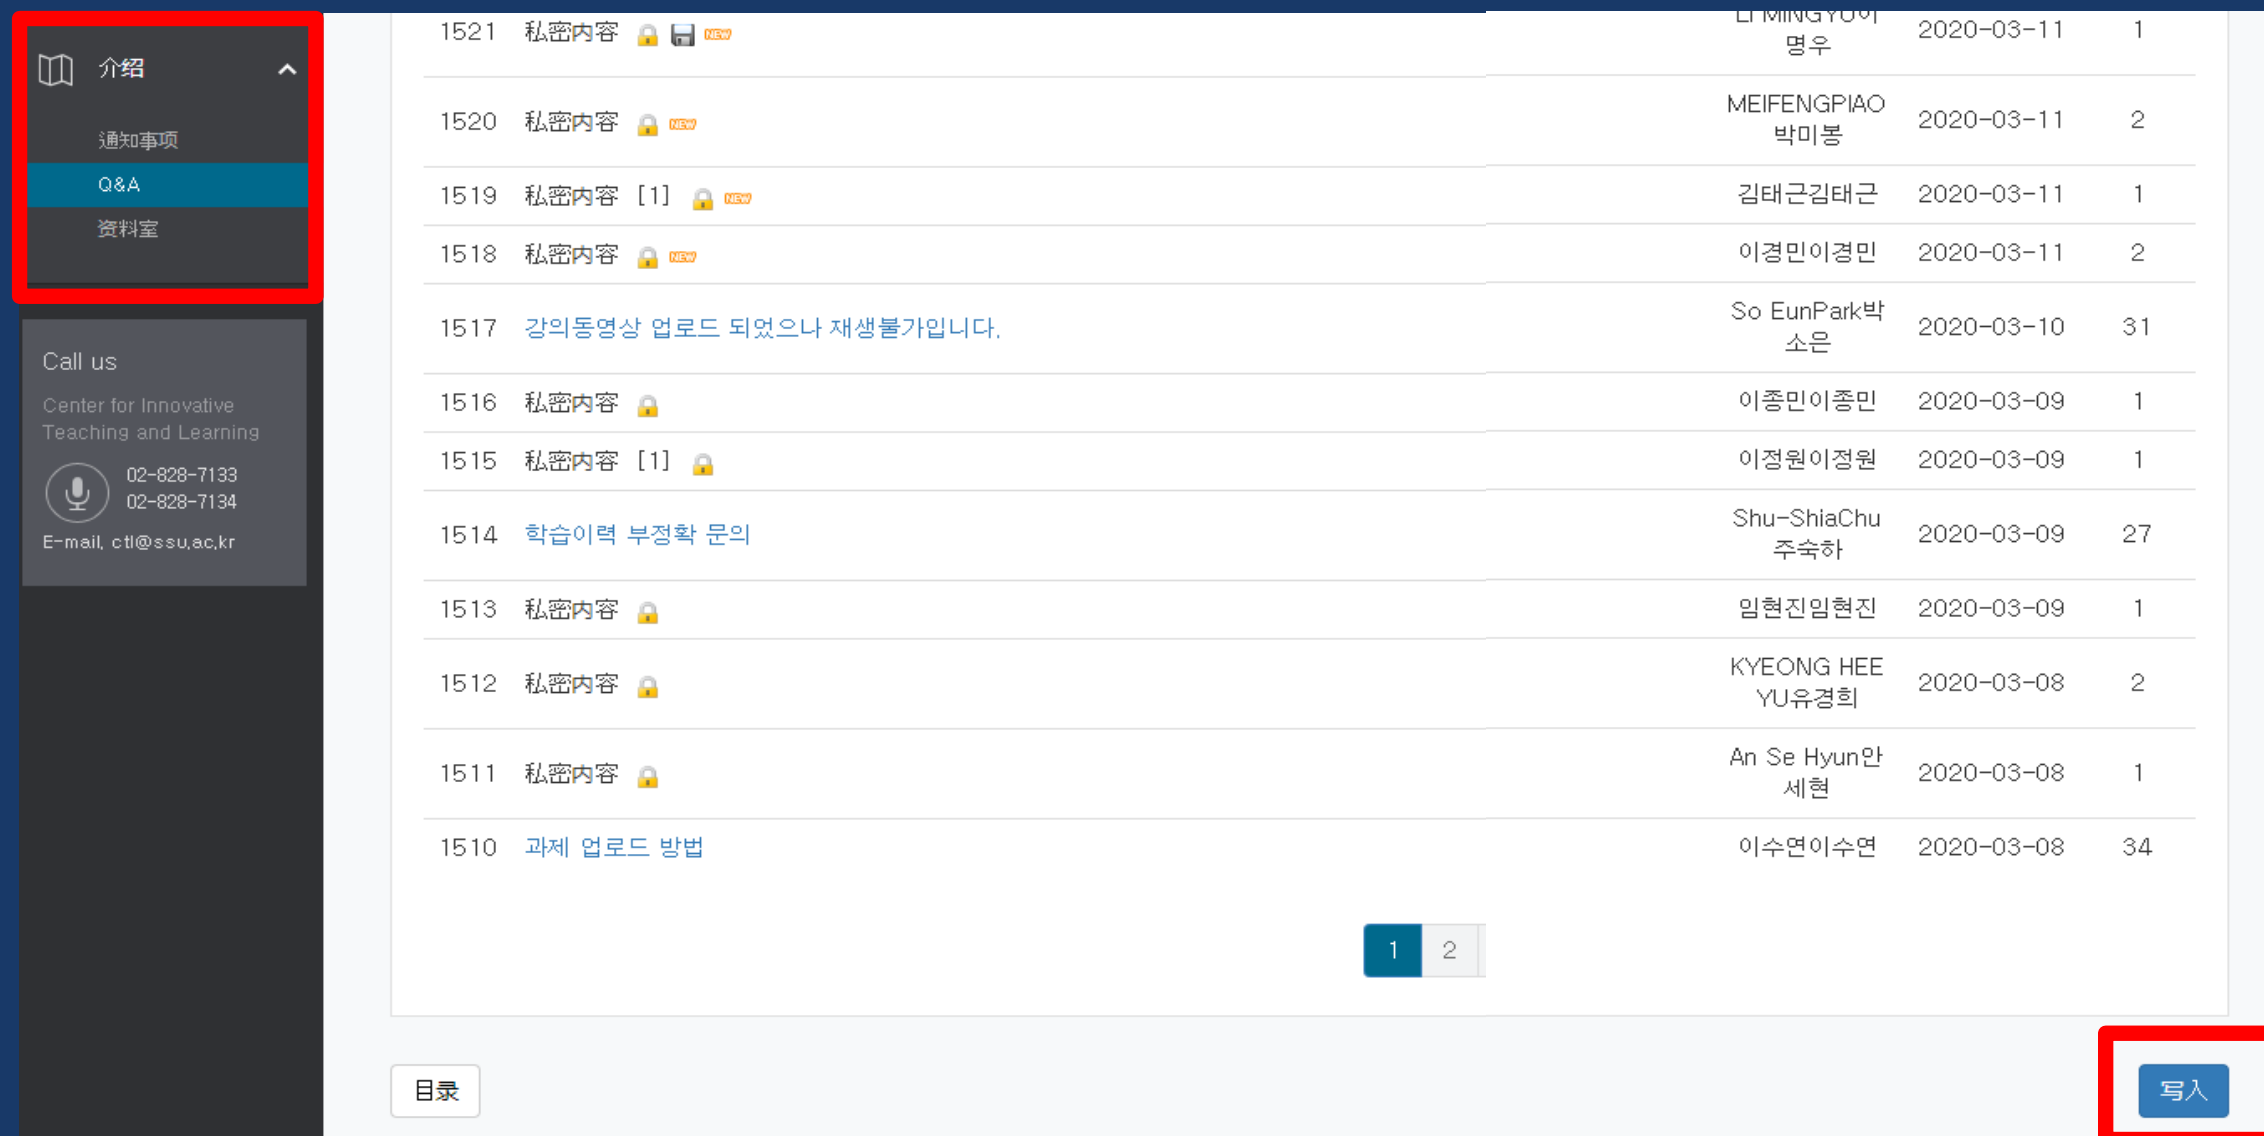 介绍
通知事项
Q&A
资料室
Call us
Center for Innovative
Teaching and Learning
02-828-7133
02-828-7134
E-mail, ctl@ssu.ac.kr
1521 私密内容 NEW LI MINGYU이 2020-03-11 1
명우
1520 私密内容 NEW MEIFENGPIAO 2020-03-11 2
박미봉
1519 私密内容 [1] NEW 김태근김태근 2020-03-11 1
1518 私密内容 NEW 이경민이경민 2020-03-11 2
1517 강의동영상 업로드 되었으나 재생불가입니다. So EunPark박 2020-03-10 31
소은
1516 私密内容 이종민이종민 2020-03-09 1
1515 私密内容 [1] 이정원이정원 2020-03-09 1
1514 학습이력 부정확 문의 Shu-ShiaChu 2020-03-09 27
주숙하
1513 私密内容 임현진임현진 2020-03-09 1
1512 私密内容 KYEONG HEE 2020-03-08 2
YU유경희
1511 私密内容 An Se Hyun안 2020-03-08 1
세현
1510 과제 업로드 방법 이수연이수연 2020-03-08 34
1 2
目录
写入